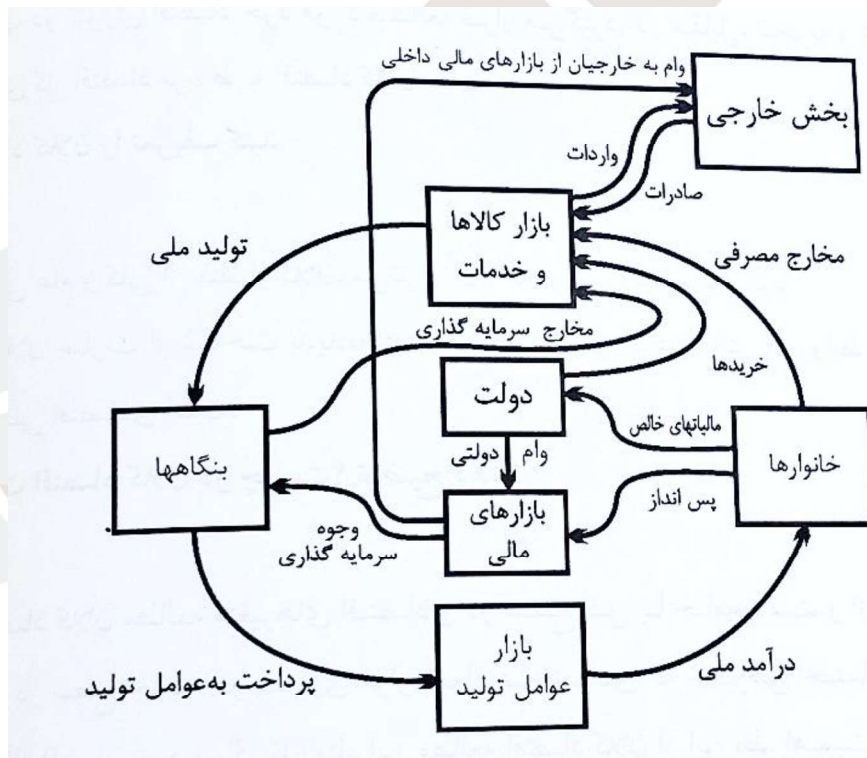 وام به خارجیان از بازارهای مالی داخلی
بخش خارجی
واردات
صادرات
بازار کالاها
و خدمات
تولید ملی
مخارج مصرفی
مخارج سرمایه گذاری
خریدها
دولت
مالیاتهای خالص
خانوارها
بنگاهها
وام دولتی
پس انداز
بازارهای
مالی
وجوه
سرمایه گذاری
بازار
عوامل تولید
درآمد ملی
پرداخت به عوامل تولید